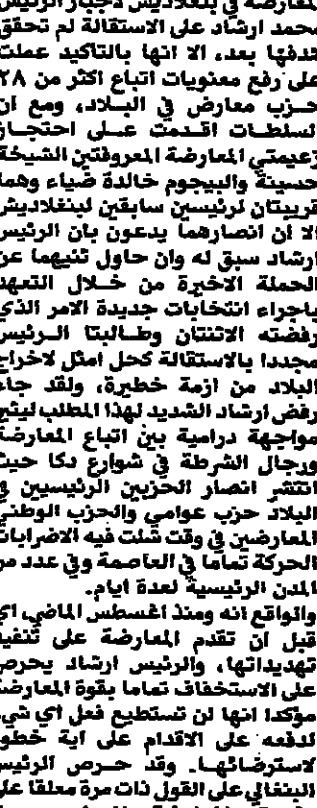 المعارضة في بنغلاديش لاجبار الرئيس
محمد ارشاد على الاستقالة لم تحقق
هدفها بعد، الا انها بالتأكيد عملت
على رفع معنويات اتباع اكثر من ٢٨
حزب معارض في البلاد، ومع ان
السلطات اقدمت على احتجاز
زعيمتي المعارضة المعروفتين الشيخة
حسينة والبيجوم خالدة ضياء وهما
قريبتان لرئيسين سابقين لبنغلاديش
الا ان انصارهما يدعون بان الرئيس
ارشاد سبق له وان حاول ثنيهما عن
الحملة الاخيرة من خلال التعهد
باجراء انتخابات جديدة الامر الذي
رفضته الاثنتان وطالبتا الرئيس
مجددا بالاستقالة كحل امثل لاخراج
البلاد من ازمة خطيرة، ولقد جاء
رفض ارشاد الشديد لهذا المطلب ليثير
مواجهة درامية بين اتباع المعارضة
ورجال الشرطة في شوارع دكا حيث
انتشر انصار الحزبين الرئيسيين في
البلاد حزب عوامي والحزب الوطني
المعارضين في وقت شلت فيه الاضرابات
الحركة تماما في العاصمة وفي عدد من
المدن الرئيسية لعدة ايام.
والواقع انه ومنذ اغسطس الماضي اي
قبل ان تقدم المعارضة على تنفيذ
تهديداتها، والرئيس ارشاد يحرص
على الاستخفاف تماما بقوة المعارضة
مؤكدا انها لن تستطيع فعل اي شيء
لدفعه على الاقدام على اية خطوة
لاسترضائها. وقد حرص الرئيس
البنغالي على القول ذات مرة معلقا على